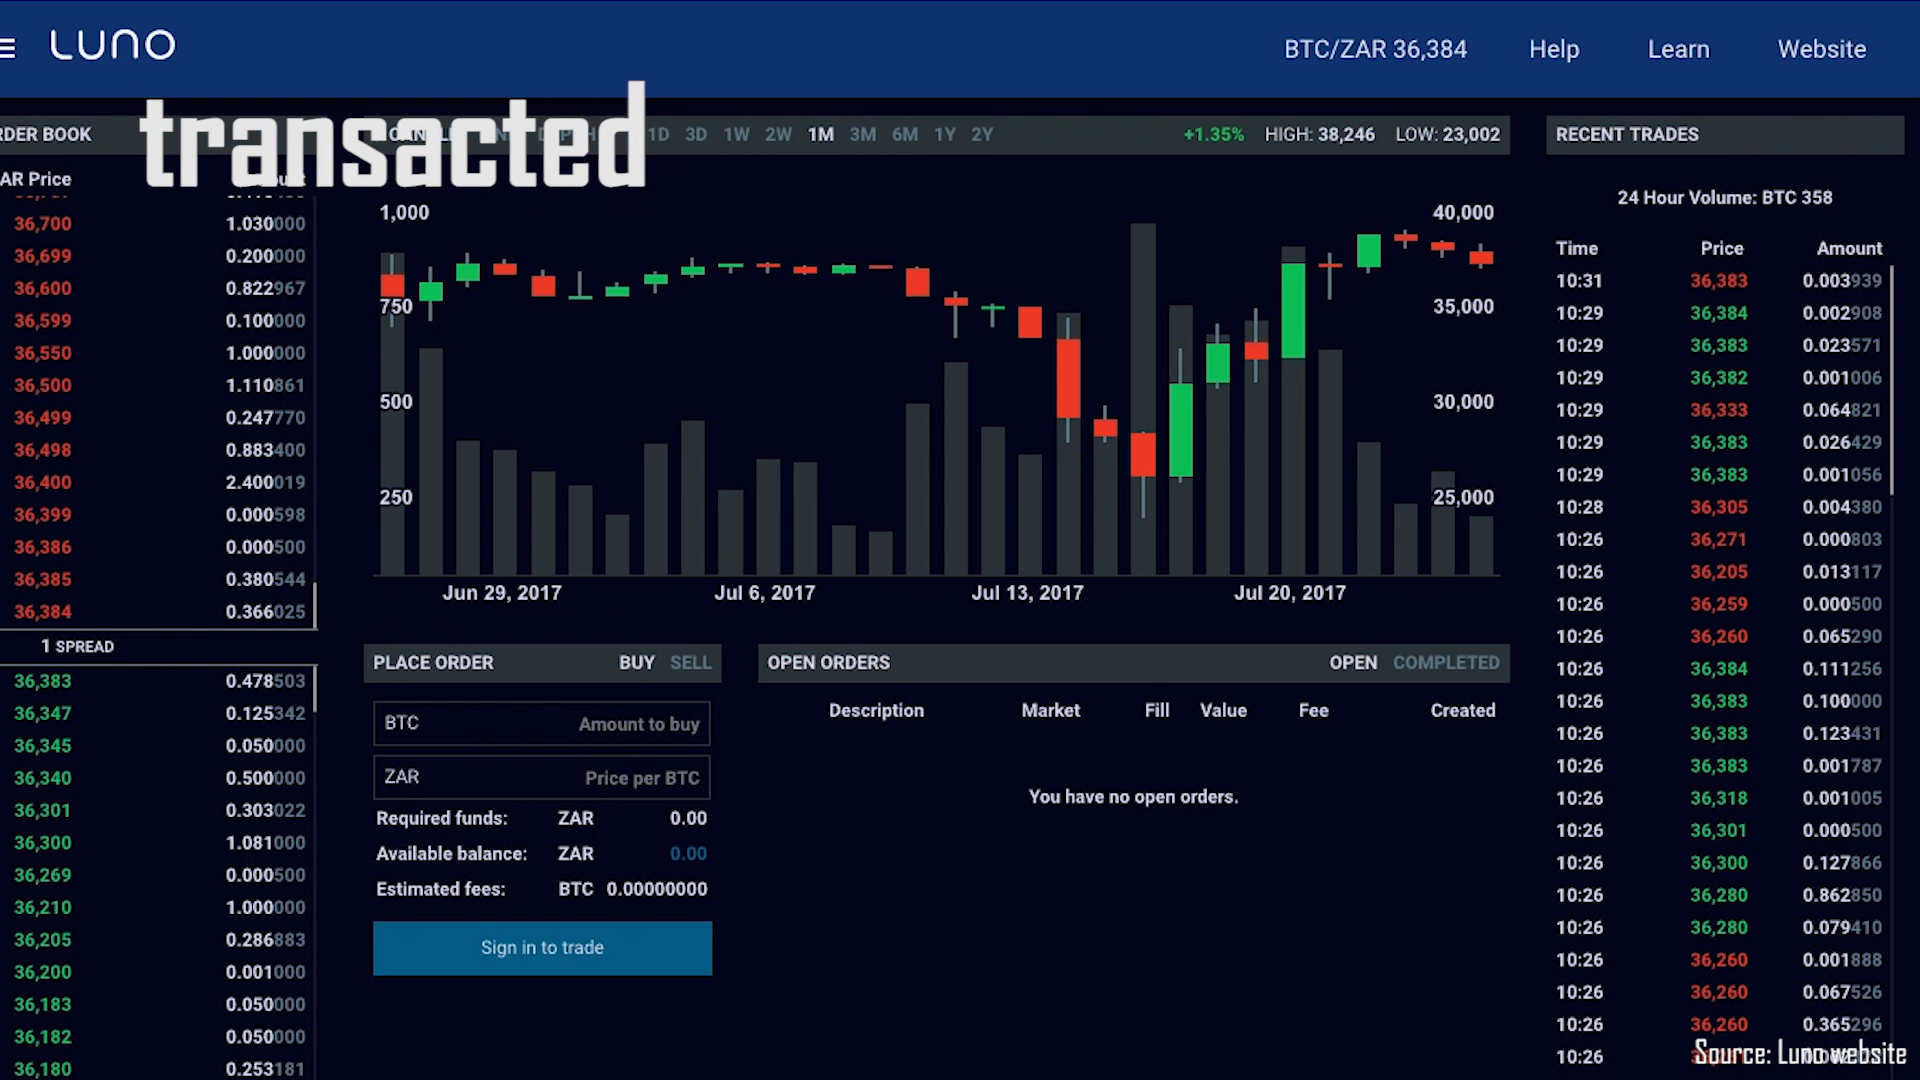 LUNO
BTC/ZAR 36,384
Help
Learn
Website
transacted
RDER BOOK
1D 3D 1W 2W 1M 3M 6M 1Y 2Y
+1.35% HIGH: 38,246 LOW: 23,002
RECENT TRADES
AR Price
36,700 1.030000
36,699 0.200000
36,600 0.822967
36,599 0.100000
36,550 1.000000
36,500 1.110861
36,499 0.247770
36,498 0.883400
36,400 2.400019
36,399 0.000598
36,386 0.000500
36,385 0.380544
36,384 0.366025
1 SPREAD
36,383 0.478503
36,347 0.125342
36,345 0.050000
36,340 0.500000
36,301 0.303022
36,300 1.081000
36,269 0.000500
36,210 1.000000
36,205 0.286883
36,200 0.001000
36,183 0.050000
36,182 0.050000
36,180 0.253181
1,000 40,000
750 35,000
500 30,000
250 25,000
Jun 29, 2017 Jul 6, 2017 Jul 13, 2017 Jul 20, 2017
PLACE ORDER BUY SELL
BTC Amount to buy
ZAR Price per BTC
Required funds: ZAR 0.00
Available balance: ZAR 0.00
Estimated fees: BTC 0.00000000
Sign in to trade
OPEN ORDERS OPEN COMPLETED
Description Market Fill Value Fee Created
You have no open orders.
24 Hour Volume: BTC 358
Time Price Amount
10:31 36,383 0.003939
10:29 36,384 0.002908
10:29 36,383 0.023571
10:29 36,382 0.001006
10:29 36,333 0.064821
10:29 36,383 0.026429
10:29 36,383 0.001056
10:28 36,305 0.004380
10:26 36,271 0.000803
10:26 36,205 0.013117
10:26 36,259 0.000500
10:26 36,260 0.065290
10:26 36,384 0.111256
10:26 36,383 0.100000
10:26 36,383 0.123431
10:26 36,383 0.001787
10:26 36,318 0.001005
10:26 36,301 0.000500
10:26 36,300 0.127866
10:26 36,280 0.862850
10:26 36,280 0.079410
10:26 36,260 0.001888
10:26 36,260 0.067526
10:26 36,260 0.365296
10:26
Source: Luno website